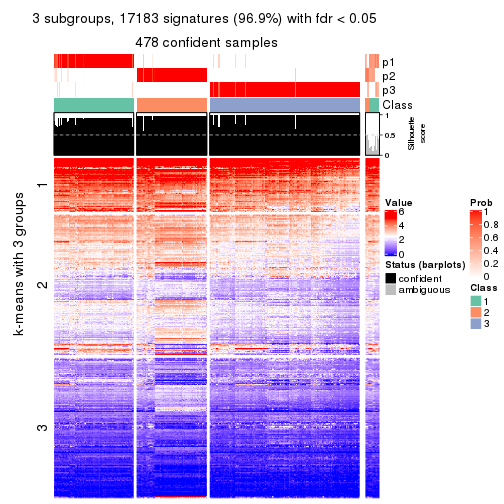 3 subgroups, 17183 signatures (96.9%) with fdr < 0.05
478 confident samples
p1
p2
p3
Class
1
0.5
0
Silhouette
score
k-means with 3 groups
1
2
3
Value
6
4
2
0
Status (barplots)
confident
ambiguous
Prob
1
0.8
0.6
0.4
0.2
0
Class
1
2
3